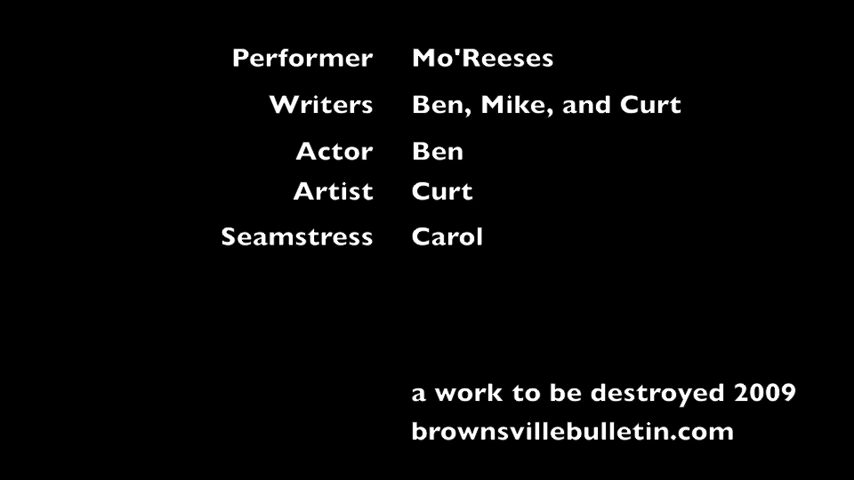 Performer Mo'Reeses
Writers Ben, Mike, and Curt
Actor Ben
Artist Curt
Seamstress Carol
a work to be destroyed 2009
brownsvillebulletin.com